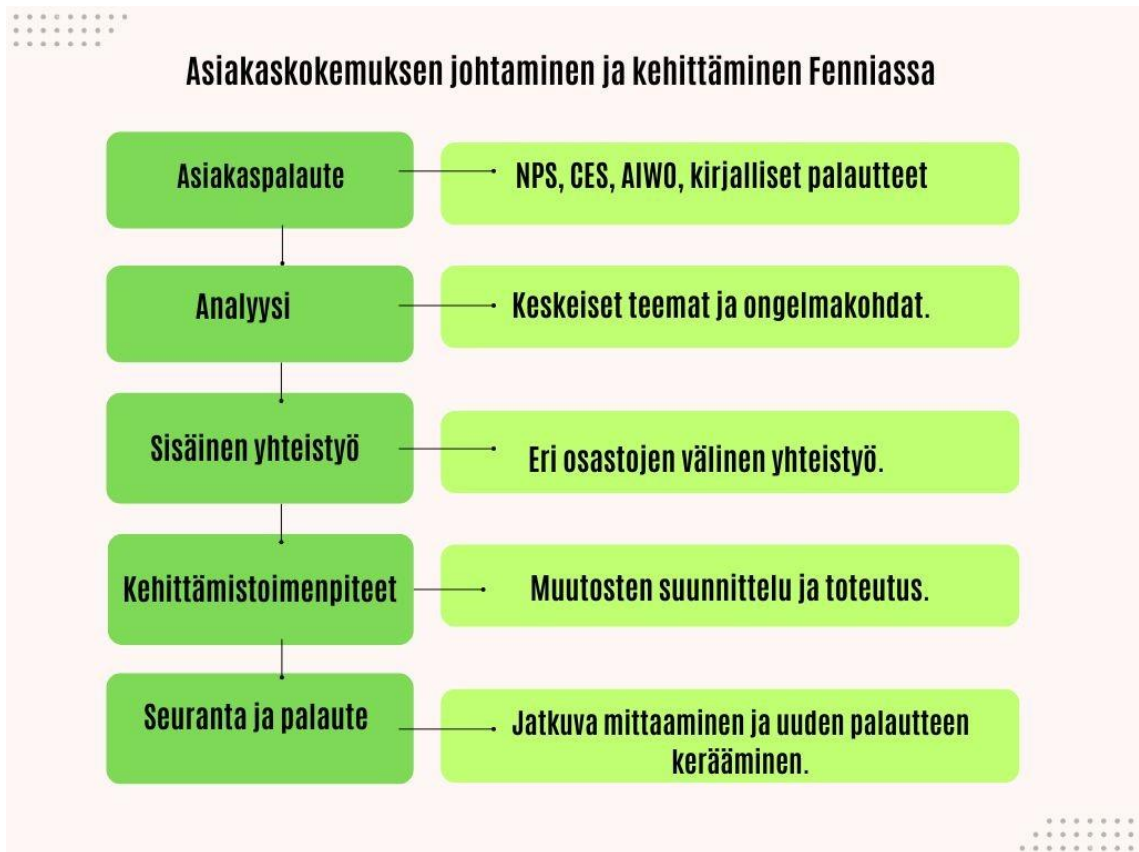 Asiakaskokemuksen johtaminen ja kehittäminen Fenniassa
Asiakaspalaute
NPS, CES, AIWO, kirjalliset palautteet
Analyysi
Keskeiset teemat ja ongelmakohdat.
Sisäinen yhteistyö
Eri osastojen välinen yhteistyö.
Kehittämistoimenpiteet
Muutosten suunnittelu ja toteutus.
Seuranta ja palaute
Jatkuva mittaaminen ja uuden palautteen
kerääminen.